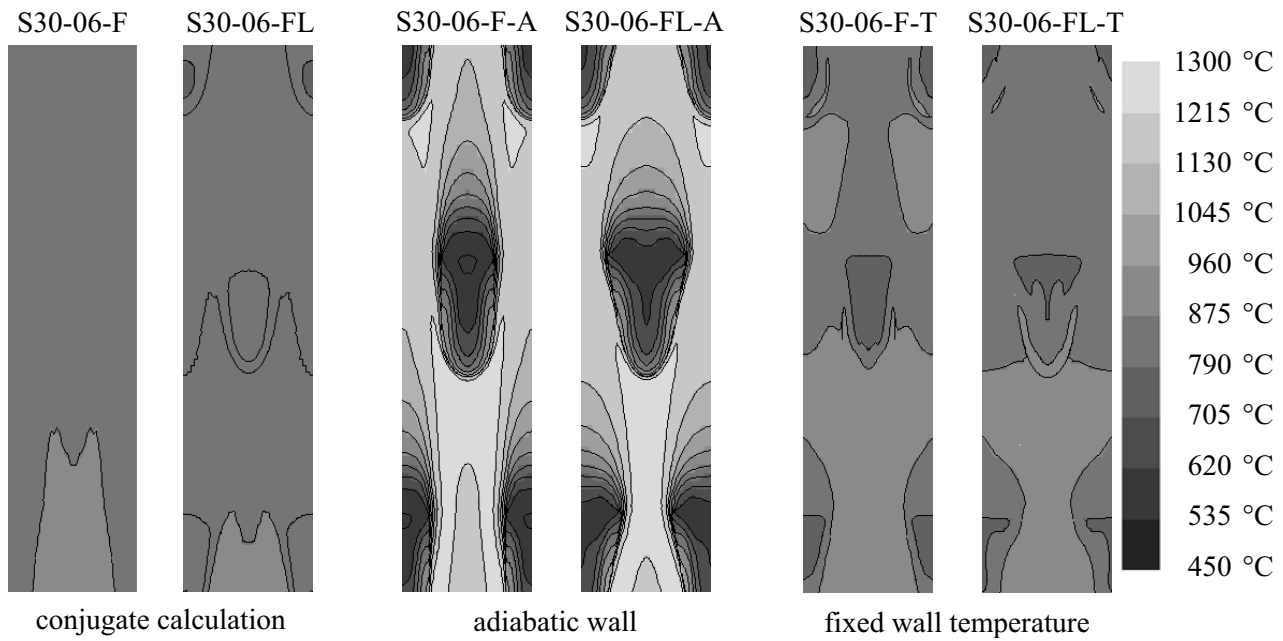 S30-06-F
S30-06-FL
S30-06-F-A
S30-06-FL-A
S30-06-F-T
S30-06-FL-T
1300 °C
1215 °C
1130 °C
1045 °C
960 °C
875 °C
790 °C
705 °C
620 °C
535 °C
450 °C
conjugate calculation
adiabatic wall
fixed wall temperature